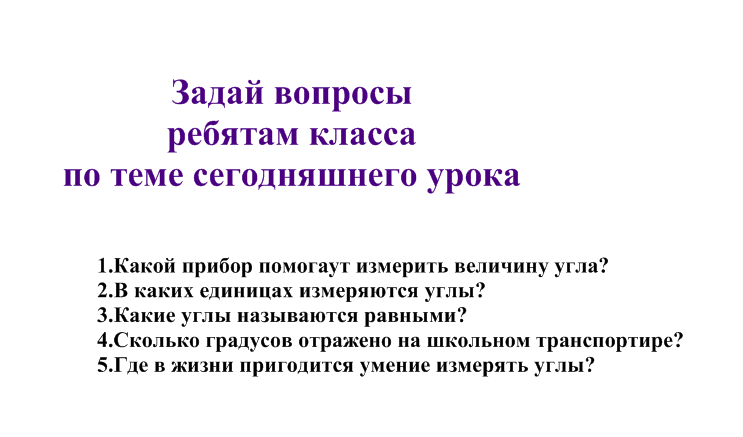 Задай вопросы
ребятам класса
по теме сегодняшнего урока
1.Какой прибор помогаут измерить величину угла?
2.В каких единицах измеряются углы?
3.Какие углы называются равными?
4.Сколько градусов отражено на школьном транспортире?
5.Где в жизни пригодится умение измерять углы?